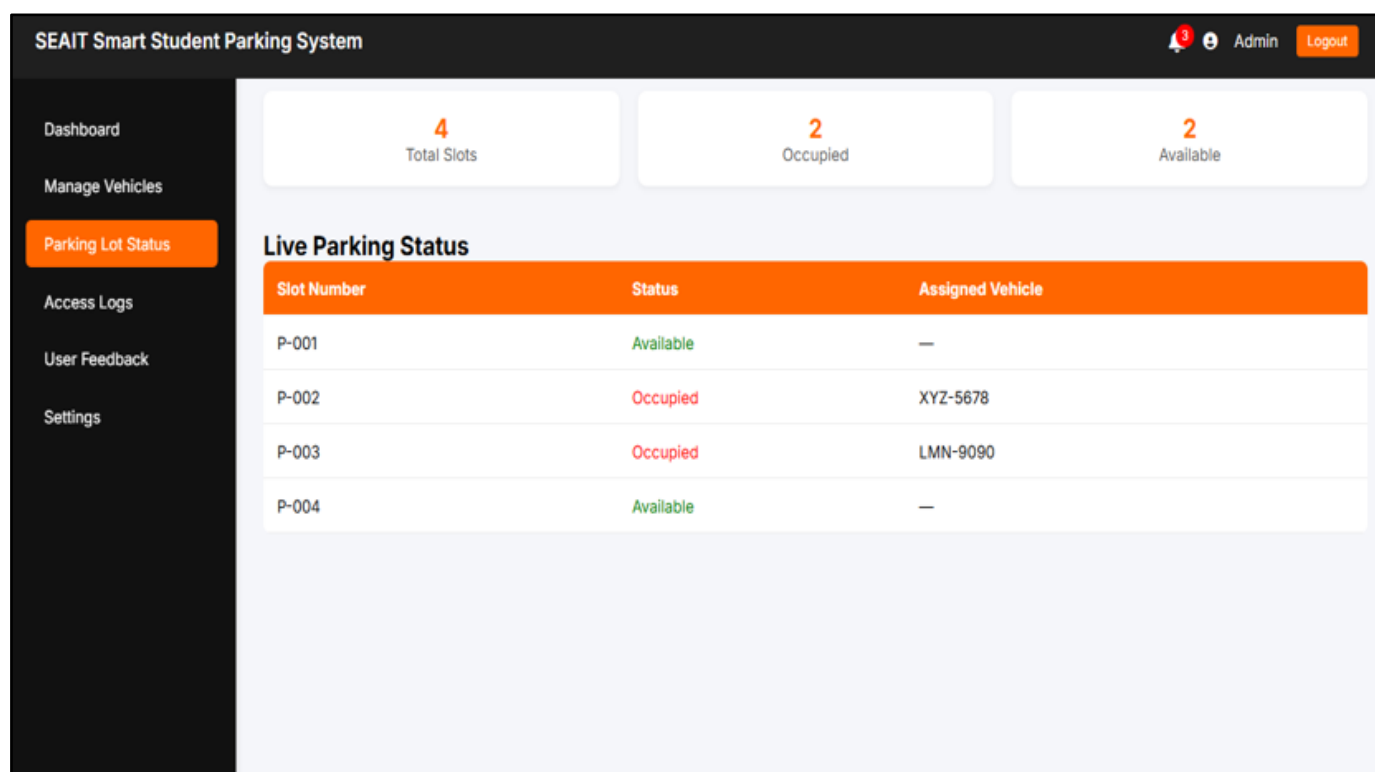 SEAIT Smart Student Parking System
3 Admin Logout
Dashboard
Manage Vehicles
Parking Lot Status
Access Logs
User Feedback
Settings
4
Total Slots
2
Occupied
2
Available
Live Parking Status
Slot Number Status Assigned Vehicle
P-001 Available —
P-002 Occupied XYZ-5678
P-003 Occupied LMN-9090
P-004 Available —